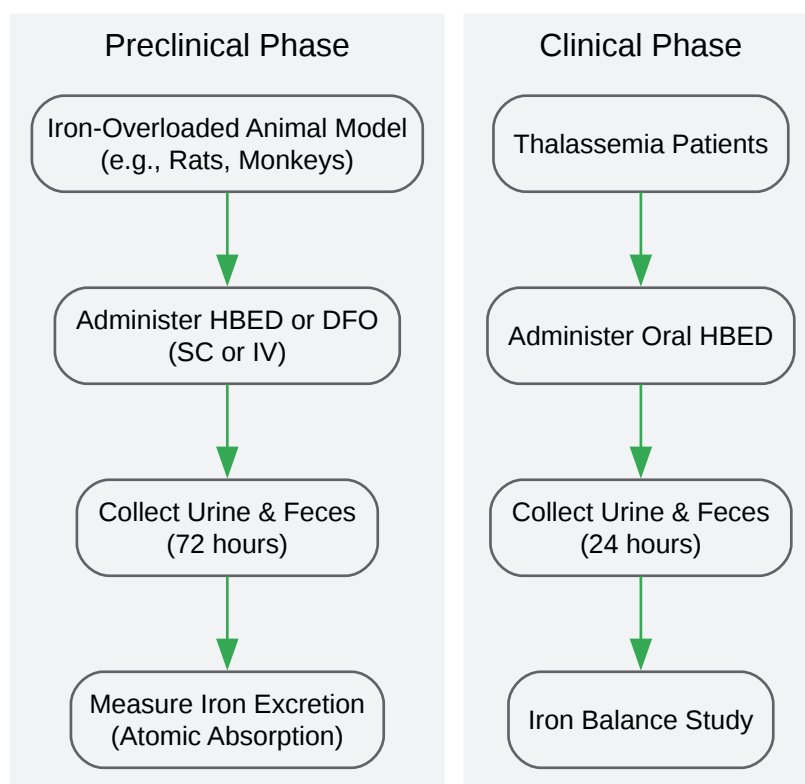 Preclinical Phase
Iron-Overloaded Animal Model
(e.g., Rats, Monkeys)
Administer HBED or DFO
(SC or IV)
Collect Urine & Feces
(72 hours)
Measure Iron Excretion
(Atomic Absorption)
Clinical Phase
Thalassemia Patients
Administer Oral HBED
Collect Urine & Feces
(24 hours)
Iron Balance Study